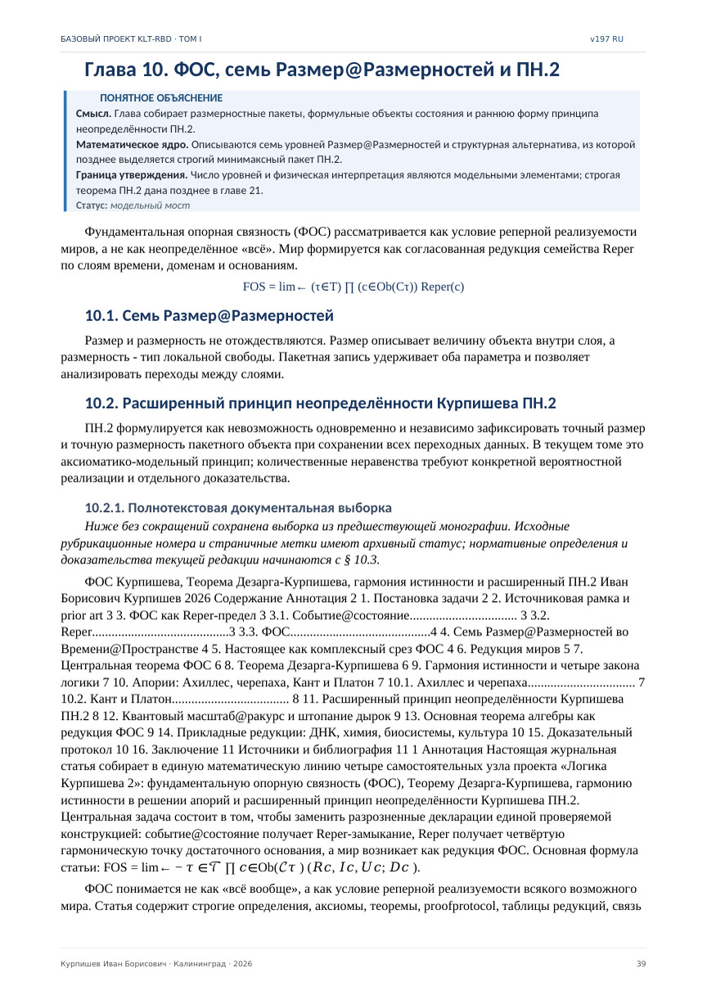 БАЗОВЫЙ ПРОЕКТ KLT-RBD · ТОМ I
v197 RU
Глава 10. ФОС, семь Размер@Размерностей и ПН.2
ПОНЯТНОЕ ОБЪЯСНЕНИЕ
Смысл. Глава собирает размерностные пакеты, формульные объекты состояния и раннюю форму принципа
неопределённости ПН.2.
Математическое ядро. Описываются семь уровней Размер@Размерностей и структурная альтернатива, из которой
позднее выделяется строгий минимаксный пакет ПН.2.
Граница утверждения. Число уровней и физическая интерпретация являются модельными элементами; строгая
теорема ПН.2 дана позднее в главе 21.
Статус: модельный мост
Фундаментальная опорная связность (ФОС) рассматривается как условие реперной реализуемости
миров, а не как неопределённое «всё». Мир формируется как согласованная редукция семейства Reper
по слоям времени, доменам и основаниям.
FOS = lim← (τ∈T) ∏ (c∈Ob(Cτ)) Reper(c)
10.1. Семь Размер@Размерностей
Размер и размерность не отождествляются. Размер описывает величину объекта внутри слоя, а
размерность - тип локальной свободы. Пакетная запись удерживает оба параметра и позволяет
анализировать переходы между слоями.
10.2. Расширенный принцип неопределённости Курпишева ПН.2
ПН.2 формулируется как невозможность одновременно и независимо зафиксировать точный размер
и точную размерность пакетного объекта при сохранении всех переходных данных. В текущем томе это
аксиоматико-модельный принцип; количественные неравенства требуют конкретной вероятностной
реализации и отдельного доказательства.
10.2.1. Полнотекстовая документальная выборка
Ниже без сокращений сохранена выборка из предшествующей монографии. Исходные
рубрикационные номера и страничные метки имеют архивный статус; нормативные определения и
доказательства текущей редакции начинаются с § 10.3.
ФОС Курпишева, Теорема Дезарга-Курпишева, гармония истинности и расширенный ПН.2 Иван
Борисович Курпишев 2026 Содержание Аннотация 2 1. Постановка задачи 2 2. Источниковая рамка и
prior art 3 3. ФОС как Reper-предел 3 3.1. Событие@состояние................................. 3 3.2.
Reper..........................................3 3.3. ФОС...........................................4 4. Семь Размер@Размерностей во
Времени@Пространстве 4 5. Настоящее как комплексный срез ФОС 4 6. Редукция миров 5 7.
Центральная теорема ФОС 6 8. Теорема Дезарга-Курпишева 6 9. Гармония истинности и четыре закона
логики 7 10. Апории: Ахиллес, черепаха, Кант и Платон 7 10.1. Ахиллес и черепаха................................. 7
10.2. Кант и Платон.................................... 8 11. Расширенный принцип неопределённости Курпишева
ПН.2 8 12. Квантовый масштаб@ракурс и штопание дырок 9 13. Основная теорема алгебры как
редукция ФОС 9 14. Прикладные редукции: ДНК, химия, биосистемы, культура 10 15. Доказательный
протокол 10 16. Заключение 11 Источники и библиография 11 1 Аннотация Настоящая журнальная
статья собирает в единую математическую линию четыре самостоятельных узла проекта «Логика
Курпишева 2»: фундаментальную опорную связность (ФОС), Теорему Дезарга-Курпишева, гармонию
истинности в решении апорий и расширенный принцип неопределённости Курпишева ПН.2.
Центральная задача состоит в том, чтобы заменить разрозненные декларации единой проверяемой
конструкцией: событие@состояние получает Reper-замыкание, Reper получает четвёртую
гармоническую точку достаточного основания, а мир возникает как редукция ФОС. Основная формула
статьи: FOS = lim← − 𝜏 ∈𝒯 ∏ 𝑐∈Ob(𝒞𝜏 ) (𝑅𝑐, 𝐼𝑐, 𝑈𝑐; 𝐷𝑐 ).
ФОС понимается не как «всё вообще», а как условие реперной реализуемости всякого возможного
мира. Статья содержит строгие определения, аксиомы, теоремы, proofprotocol, таблицы редукций, связь
Курпишев Иван Борисович · Калининград · 2026
39